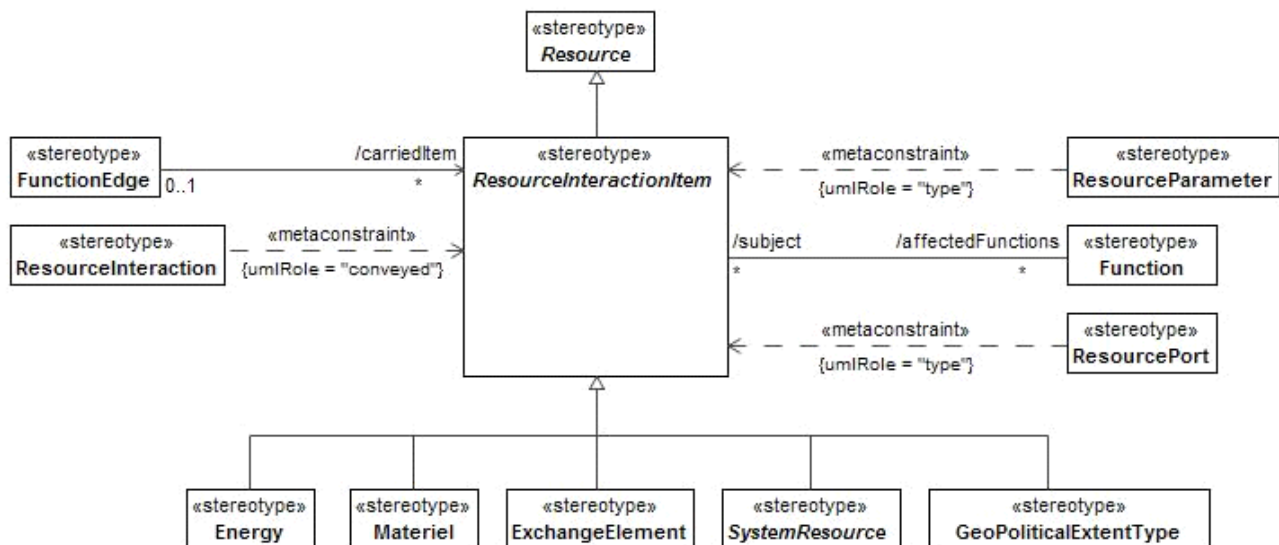 «stereotype»
Resource
«stereotype»
FunctionEdge
/carriedItem
0..1
*
«stereotype»
ResourceInteractionItem
«metaconstraint»
{umlRole = "type"}
«stereotype»
ResourceParameter
«stereotype»
ResourceInteraction
«metaconstraint»
{umlRole = "conveyed"}
/subject
*
/affectedFunctions
*
«stereotype»
Function
«metaconstraint»
{umlRole = "type"}
«stereotype»
ResourcePort
«stereotype»
Energy
«stereotype»
Materiel
«stereotype»
ExchangeElement
«stereotype»
SystemResource
«stereotype»
GeoPoliticalExtentType